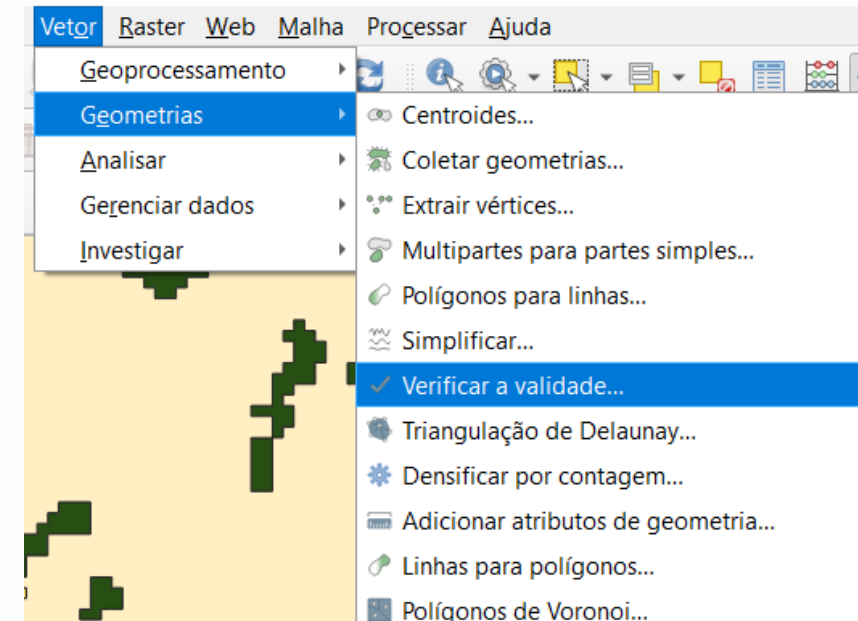 Vetor Raster Web Malha Processar Ajuda
Geoprocessamento
Geometrias
Analisar
Gerenciar dados
Investigar
Centroides...
Coletar geometrias...
Extrair vértices...
Multipartes para partes simples...
Polígonos para linhas...
Simplificar...
Verificar a validade...
Triangulação de Delaunay...
Densificar por contagem...
Adicionar atributos de geometria...
Linhas para polígonos...
Polígonos de Voronoi...